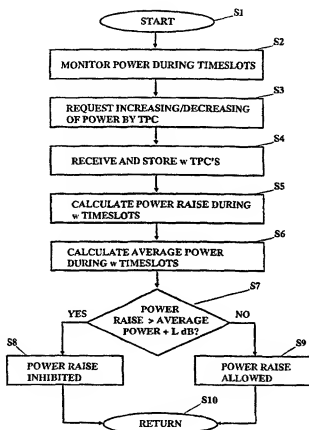 START
S1
S2
MONITOR POWER DURING TIMESLOTS
S3
REQUEST INCREASING/DECREASING
OF POWER BY TPC
S4
RECEIVE AND STORE w TPC'S
S5
CALCULATE POWER RAISE DURING
w TIMESLOTS
S6
CALCULATE AVERAGE POWER
DURING w TIMESLOTS
S7
POWER
RAISE > AVERAGE
POWER + L dB?
YES
NO
S8
S9
POWER RAISE
INHIBITED
POWER RAISE
ALLOWED
S10
RETURN